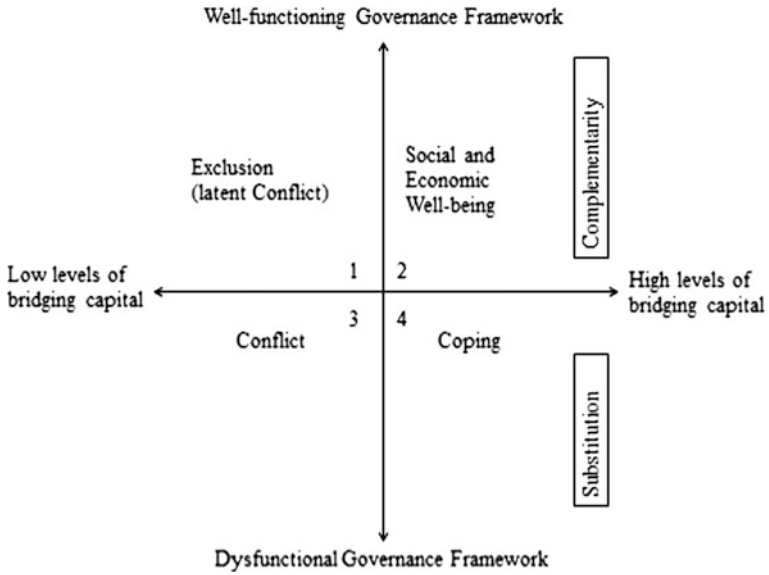 Well-functioning Governance Framework
Complementarity
Exclusion
(latent Conflict)
Social and
Economic
Well-being
Low levels of
bridging capital
1 2
High levels of
bridging capital
3 4
Conflict
Coping
Substitution
Dysfunctional Governance Framework